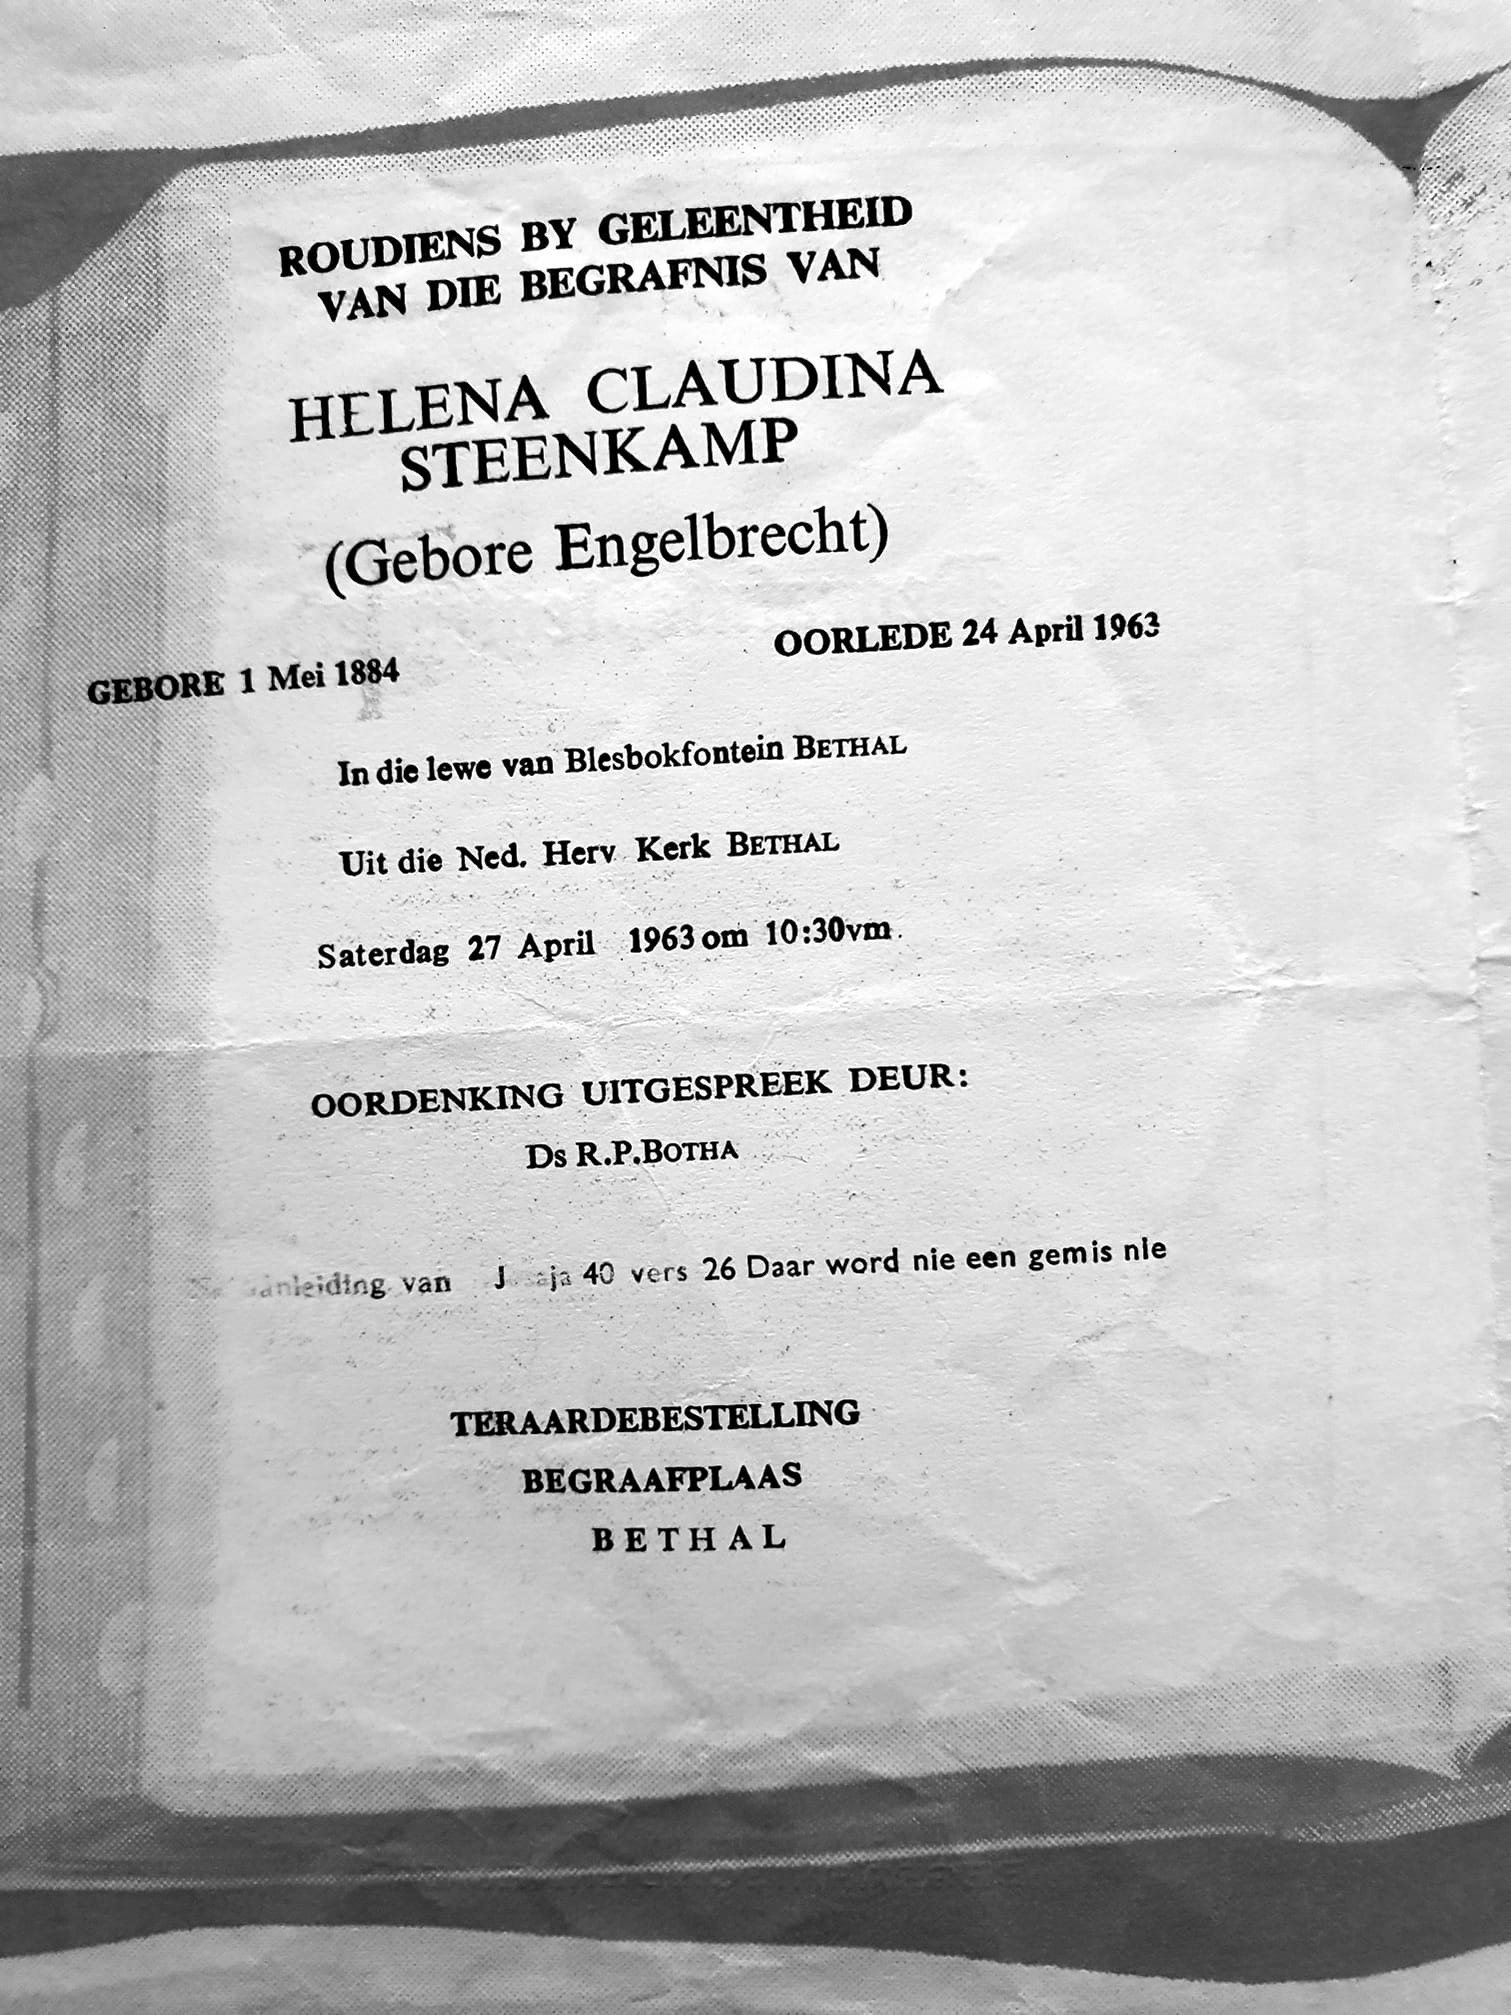 ROUDIENS BY GELEENTHEID
VAN DIE BEGRAFNIS VAN
HELENA CLAUDINA
STEENKAMP
(Gebore Engelbrecht)
GEBORE 1 Mei 1884
OORLEDE 24 April 1963
In die lewe van Blesbokfontein BETHAL
Uit die Ned. Herv Kerk BETHAL
Saterdag 27 April 1963 om 10:30vm.
OORDENKING UITGESPREEK DEUR:
Ds R.P.BOTHA
van 40 vers 26 Daar word nie een gemis nie
TERAARDEBESTELLING
BEGRAAFPLAAS
BETHAL